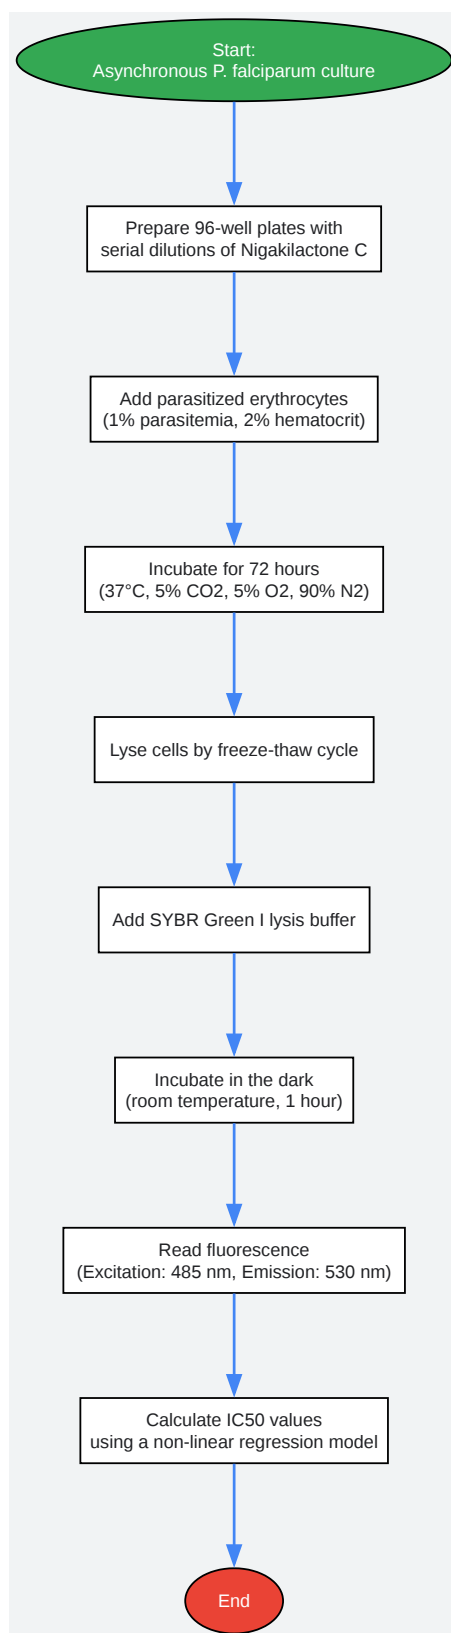 Start:
Asynchronous P. falciparum culture
Prepare 96-well plates with
serial dilutions of Nigakilactone C
Add parasitized erythrocytes
(1% parasitemia, 2% hematocrit)
Incubate for 72 hours
(37°C, 5% CO2, 5% O2, 90% N2)
Lyse cells by freeze-thaw cycle
Add SYBR Green I lysis buffer
Incubate in the dark
(room temperature, 1 hour)
Read fluorescence
(Excitation: 485 nm, Emission: 530 nm)
Calculate IC50 values
using a non-linear regression model
End